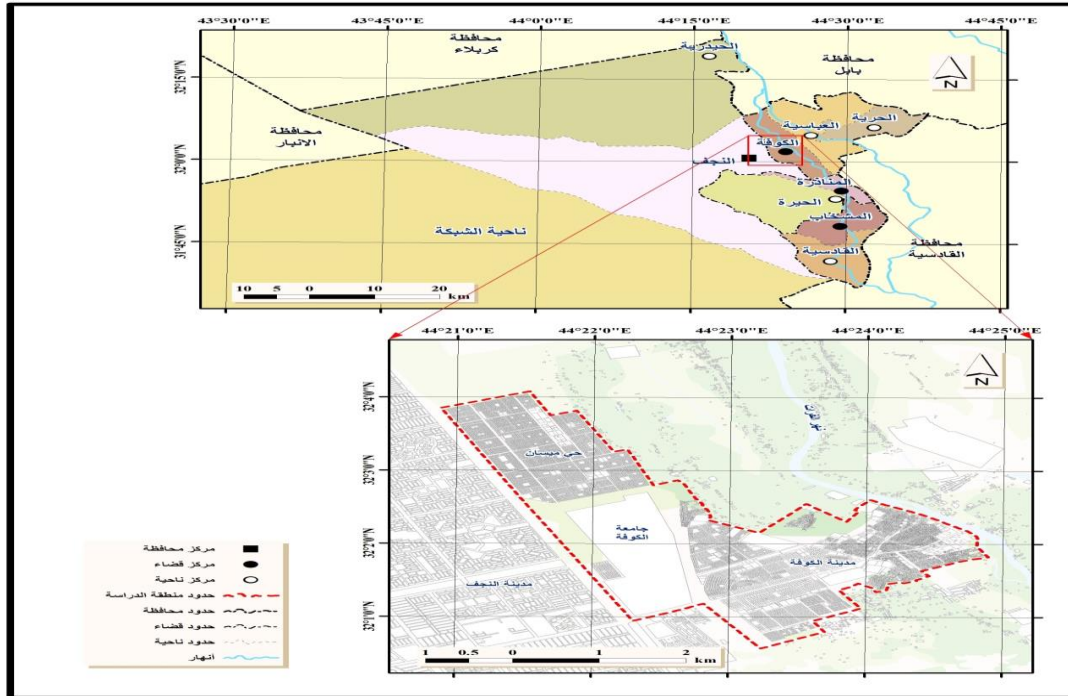 43°30'0"E 43°45'0"E 44°0'0"E 44°15'0"E 44°30'0"E 44°45'0"E
محافظة
كربلاء
الحيدرية
محافظة
بابل
N
32°15'0"N
محافظة
الانبار
العباسية
الحرية
الكوفة
32°0'0"N
النجف
المناذرة
الحيرة
المشخاب
ناحية الشبكة
القادسية
محافظة
القادسية
31°45'0"N
10 5 0 10 20
km
44°21'0"E 44°22'0"E 44°23'0"E 44°24'0"E 44°25'0"E
N
32°4'0"N
نهر الفرات
حي ميسان
32°3'0"N
جامعة
الكوفة
32°2'0"N
مدينة الكوفة
مدينة النجف
32°1'0"N
1 0.5 0 1 2
km
مركز محافظة
مركز قضاء
مركز ناحية
حدود منطقة الدراسة
حدود محافظة
حدود قضاء
حدود ناحية
انهار